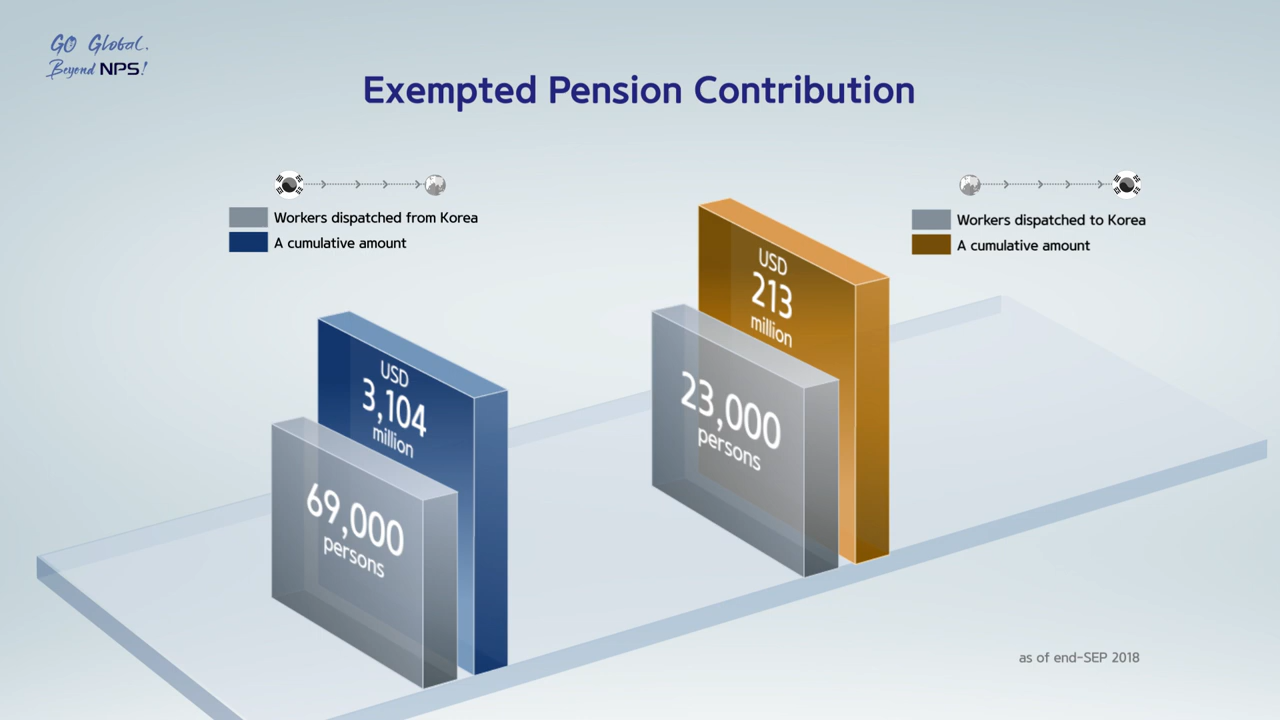 GO Global.
Beyond NPS!
Exempted Pension Contribution
Workers dispatched from Korea
A cumulative amount
Workers dispatched to Korea
A cumulative amount
USD
3,104
million
69,000
persons
USD
213
million
23,000
persons
as of end-SEP 2018